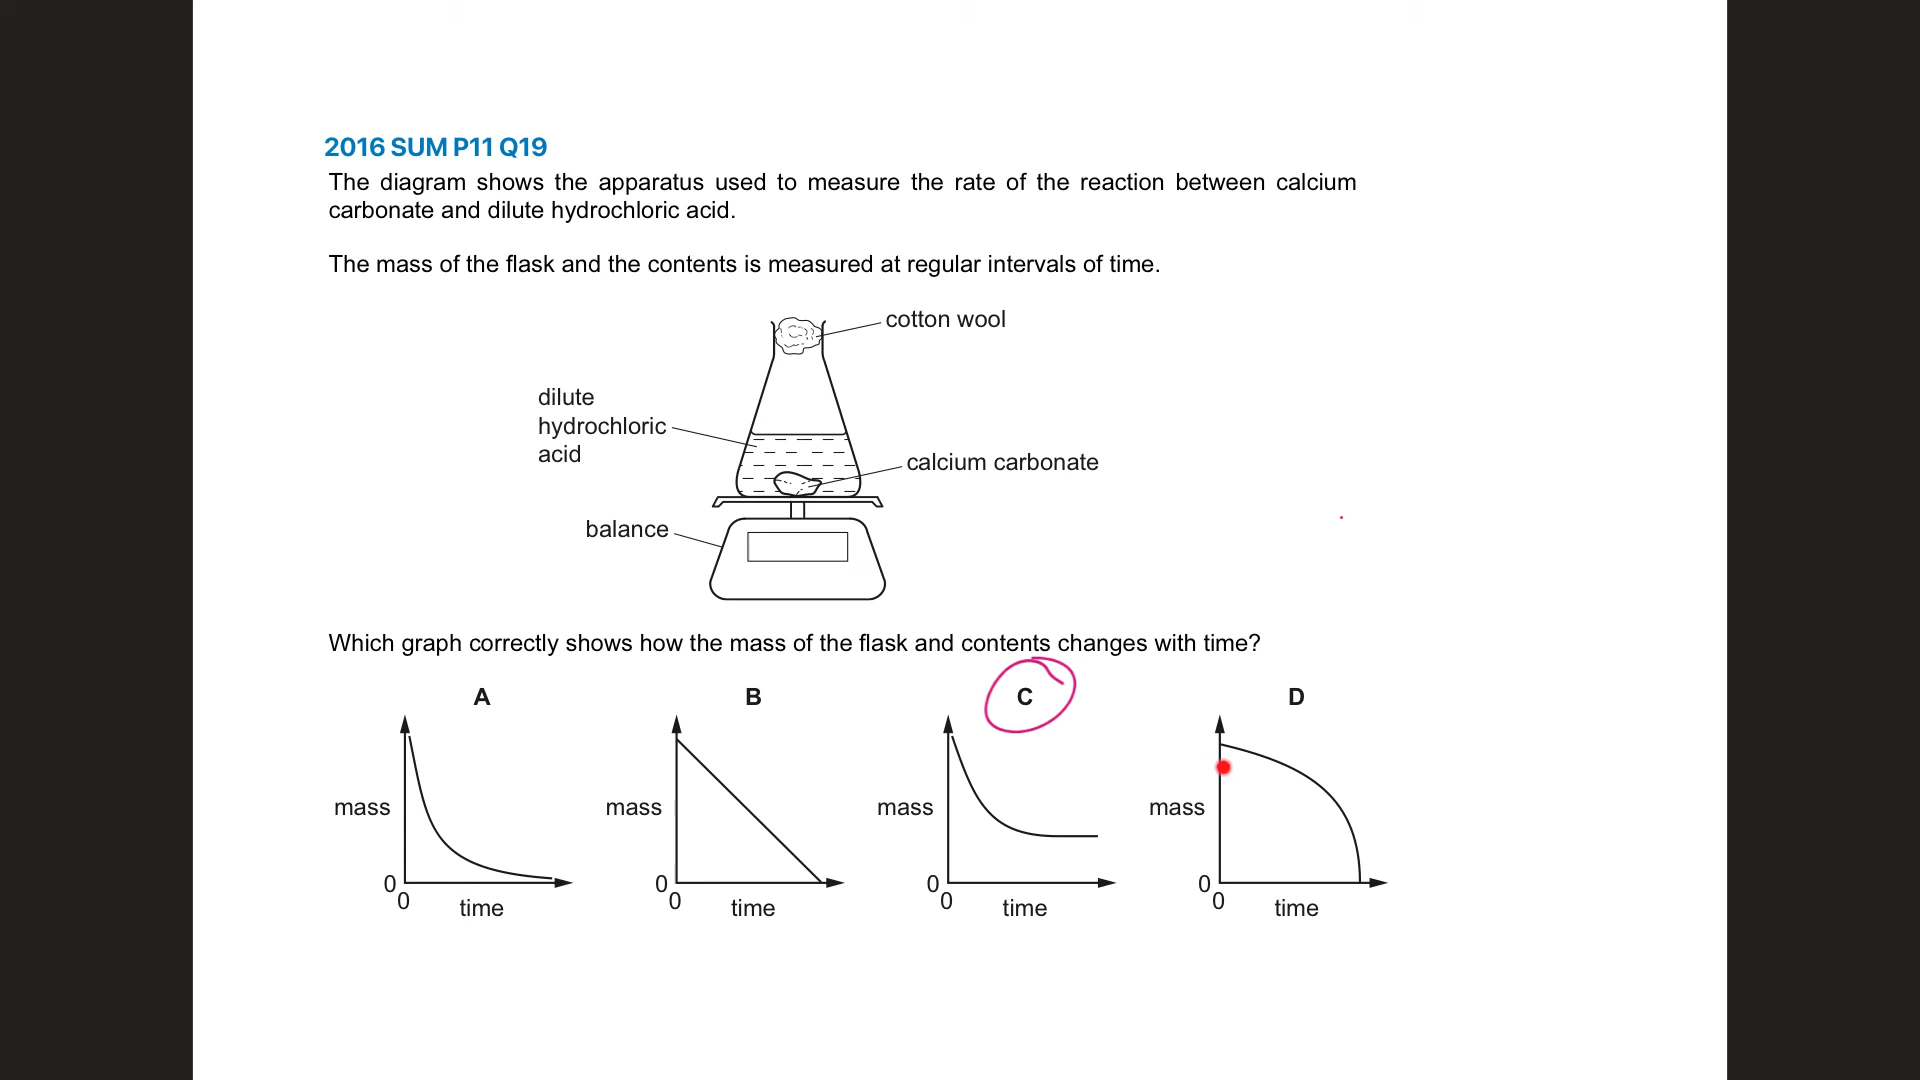 2016 SUM P11 Q19
The diagram shows the apparatus used to measure the rate of the reaction between calcium
carbonate and dilute hydrochloric acid.
The mass of the flask and the contents is measured at regular intervals of time.
cotton wool
dilute
hydrochloric
acid
calcium carbonate
balance
Which graph correctly shows how the mass of the flask and contents changes with time?
A B C D
mass mass mass mass
0 0 0 0
0 time 0 time 0 time 0 time